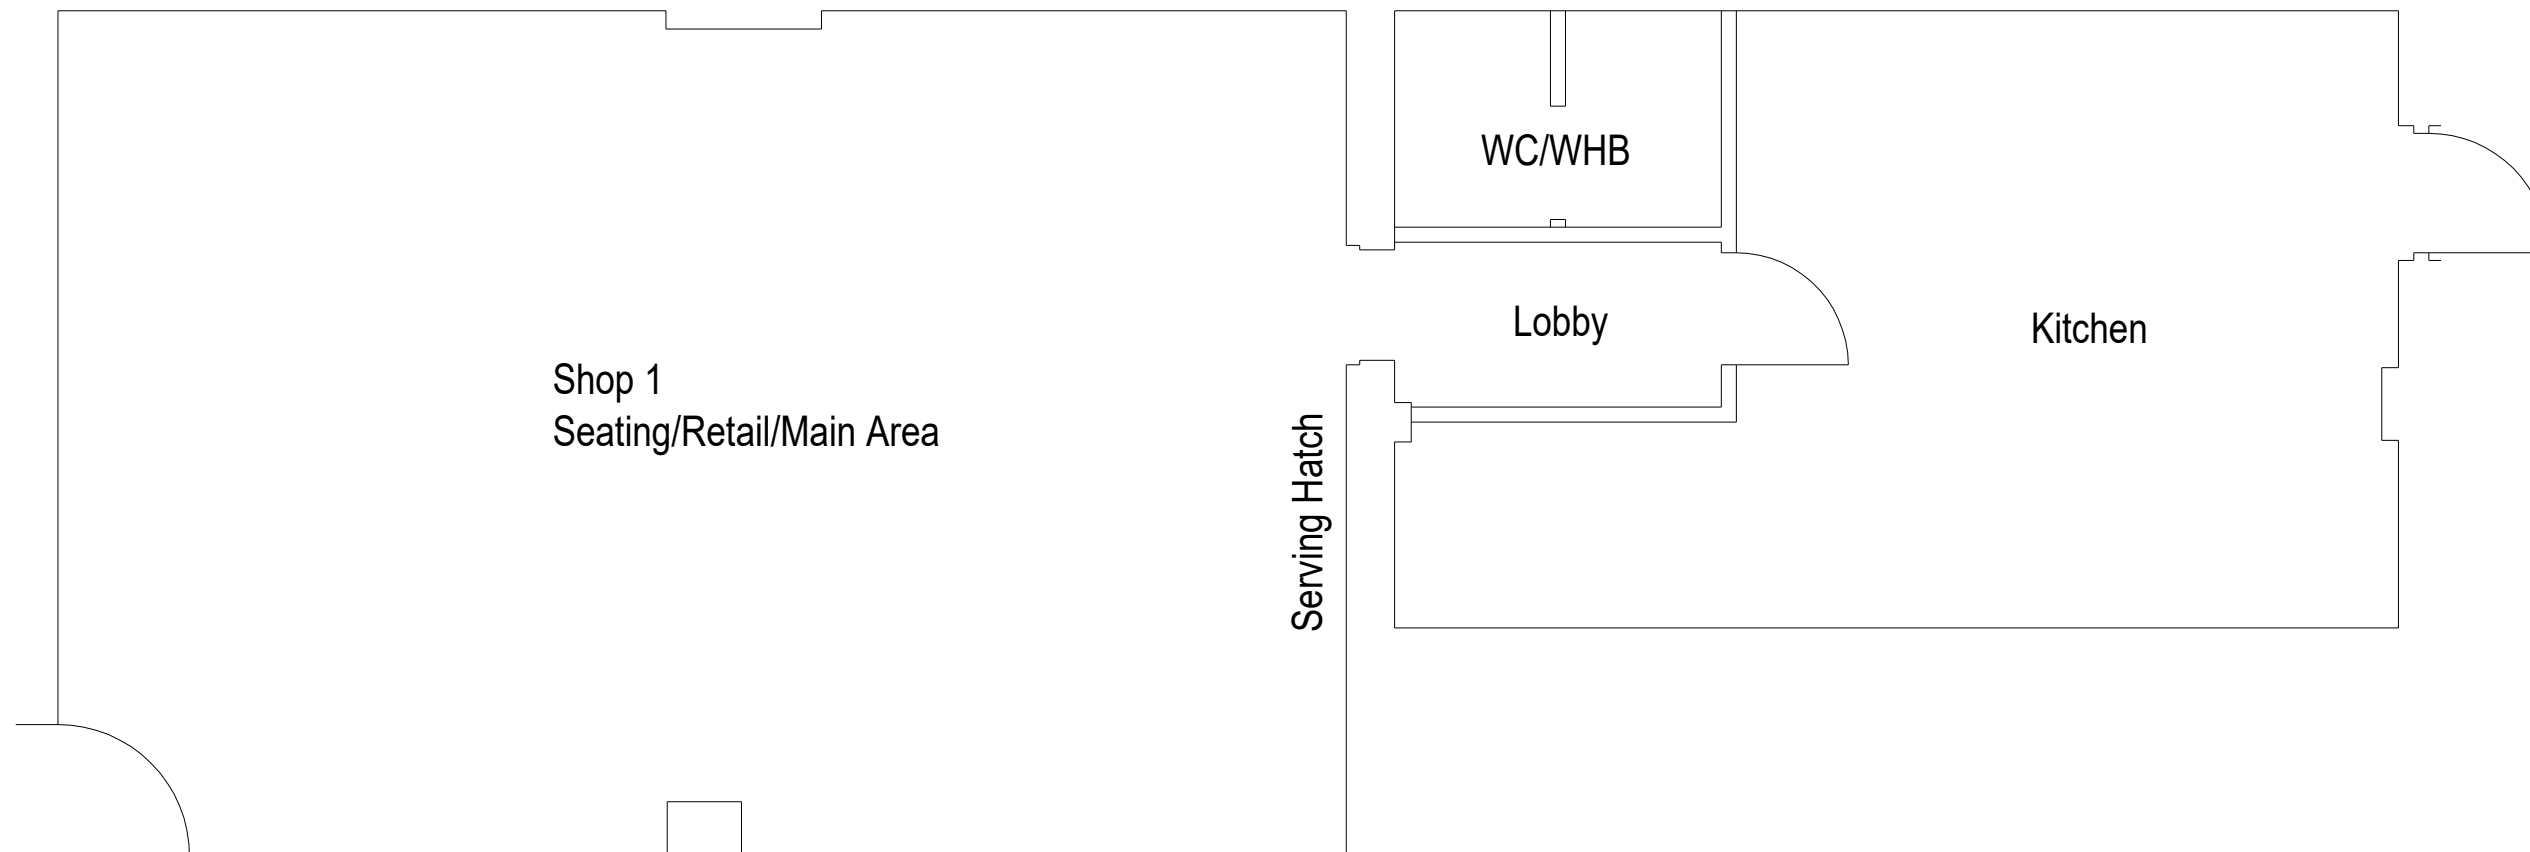 WC/WHB
Lobby
Kitchen
Shop 1
Seating/Retail/Main Area
Serving Hatch